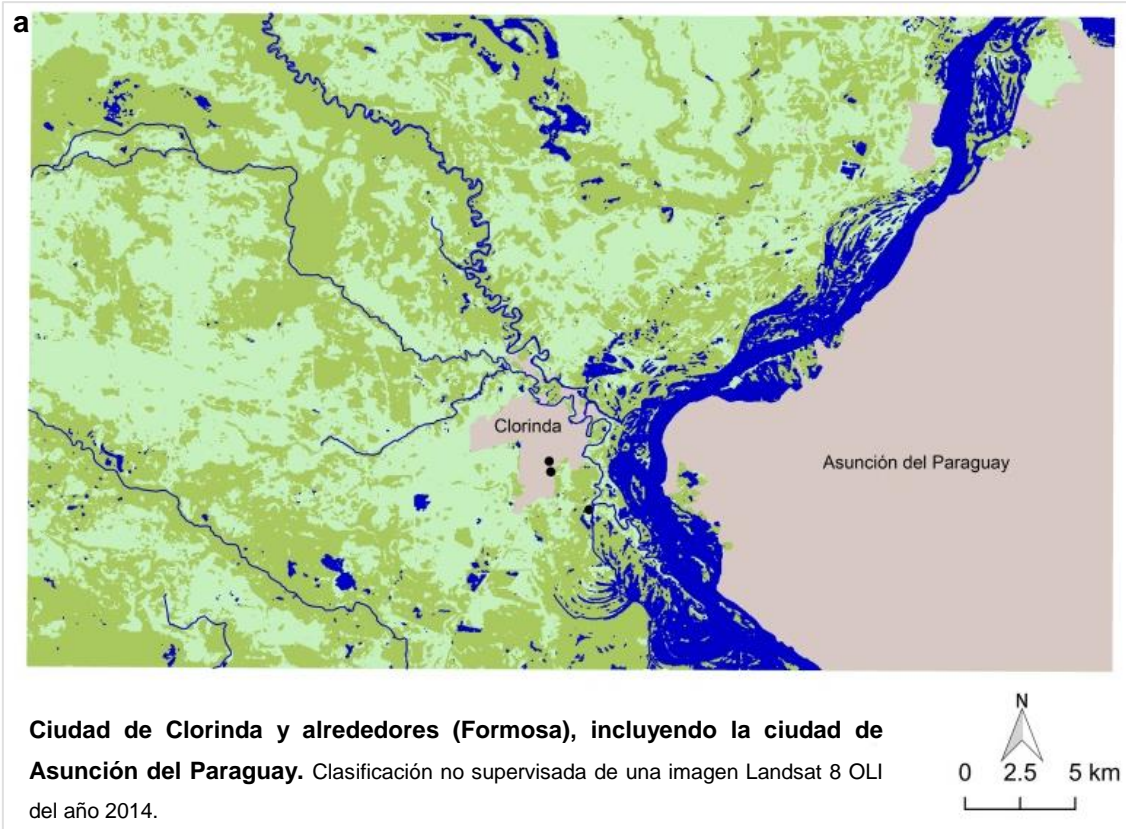 a
Clorinda
Asunción del Paraguay
Ciudad de Clorinda y alrededores (Formosa), incluyendo la ciudad de
Asunción del Paraguay. Clasificación no supervisada de una imagen Landsat 8 OLI
del año 2014.
N
0 2.5 5 km